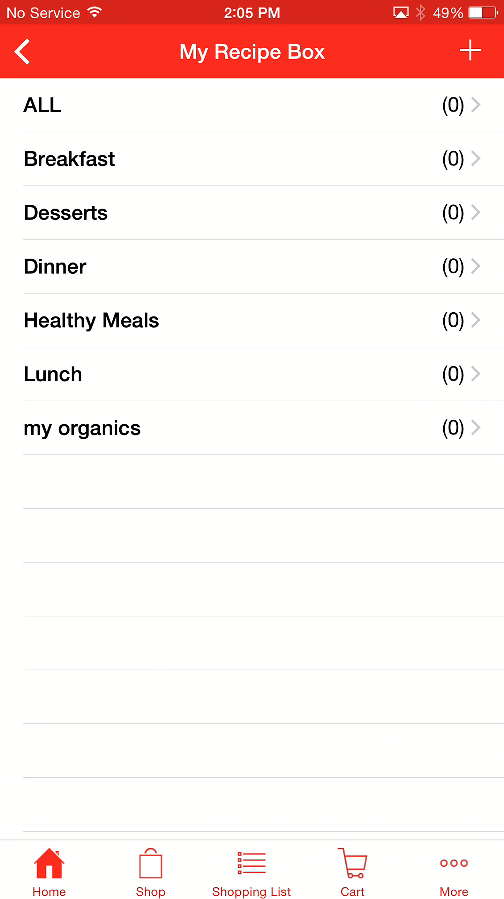 No Service 2:05 PM 49%
My Recipe Box
ALL (0)
Breakfast (0)
Desserts (0)
Dinner (0)
Healthy Meals (0)
Lunch (0)
my organics (0)
Home Shop Shopping List Cart More